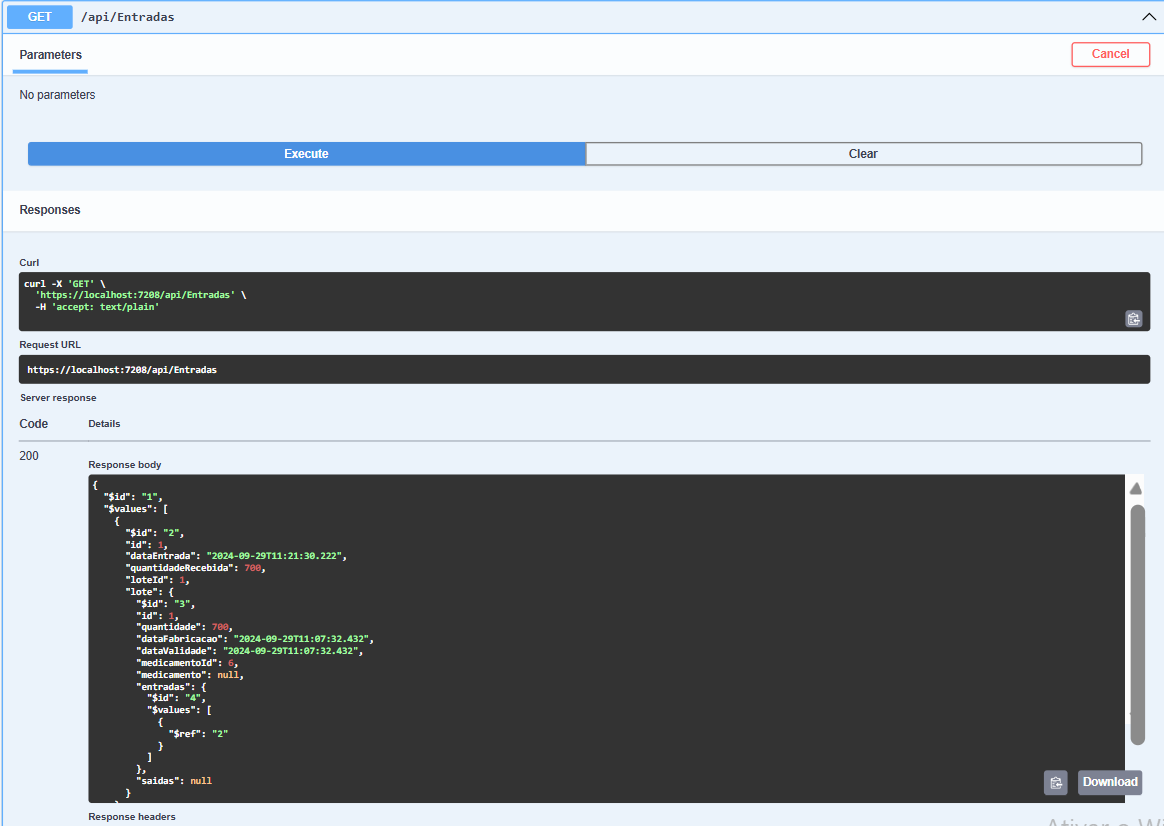 GET /api/Entradas
Parameters
Cancel
No parameters
Execute
Clear
Responses
Curl
curl -X 'GET' \
  'https://localhost:7208/api/Entradas' \
  -H 'accept: text/plain'
Request URL
https://localhost:7208/api/Entradas
Server response
Code Details
200
Response body
{
  "$id": "1",
  "$values": [
    {
      "$id": "2",
      "id": 1,
      "dataEntrada": "2024-09-29T11:21:30.222",
      "quantidadeRecebida": 700,
      "loteId": 1,
      "lote": {
        "$id": "3",
        "id": 1,
        "quantidade": 700,
        "dataFabricacao": "2024-09-29T11:07:32.432",
        "dataValidade": "2024-09-29T11:07:32.432",
        "medicamentoId": 6,
        "medicamento": null,
        "entradas": {
          "$id": "4",
          "$values": [
            {
              "$ref": "2"
            }
          ]
        },
        "saidas": null
      }
Download
Response headers